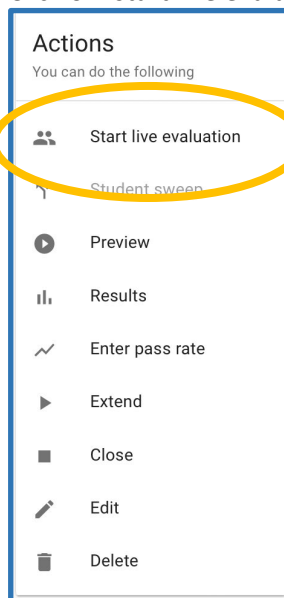 Actions
You can do the following
Start live evaluation
Student sweep
Preview
Results
Enter pass rate
Extend
Close
Edit
Delete